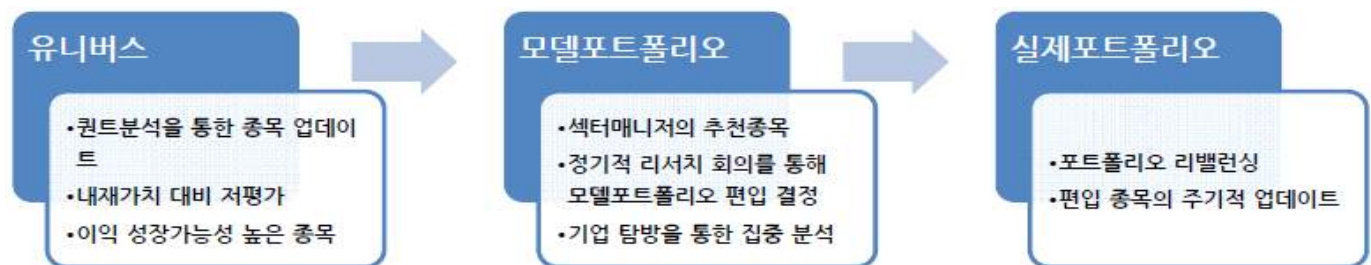 유니버스
•퀀트분석을 통한 종목 업데이
트
•내재가치 대비 저평가
•이익 성장가능성 높은 종목
모델포트폴리오
•섹터매니저의 추천종목
•정기적 리서치 회의를 통해
모델포트폴리오 편입 결정
•기업 탐방을 통한 집중 분석
실제포트폴리오
•포트폴리오 리밸런싱
•편입 종목의 주기적 업데이트